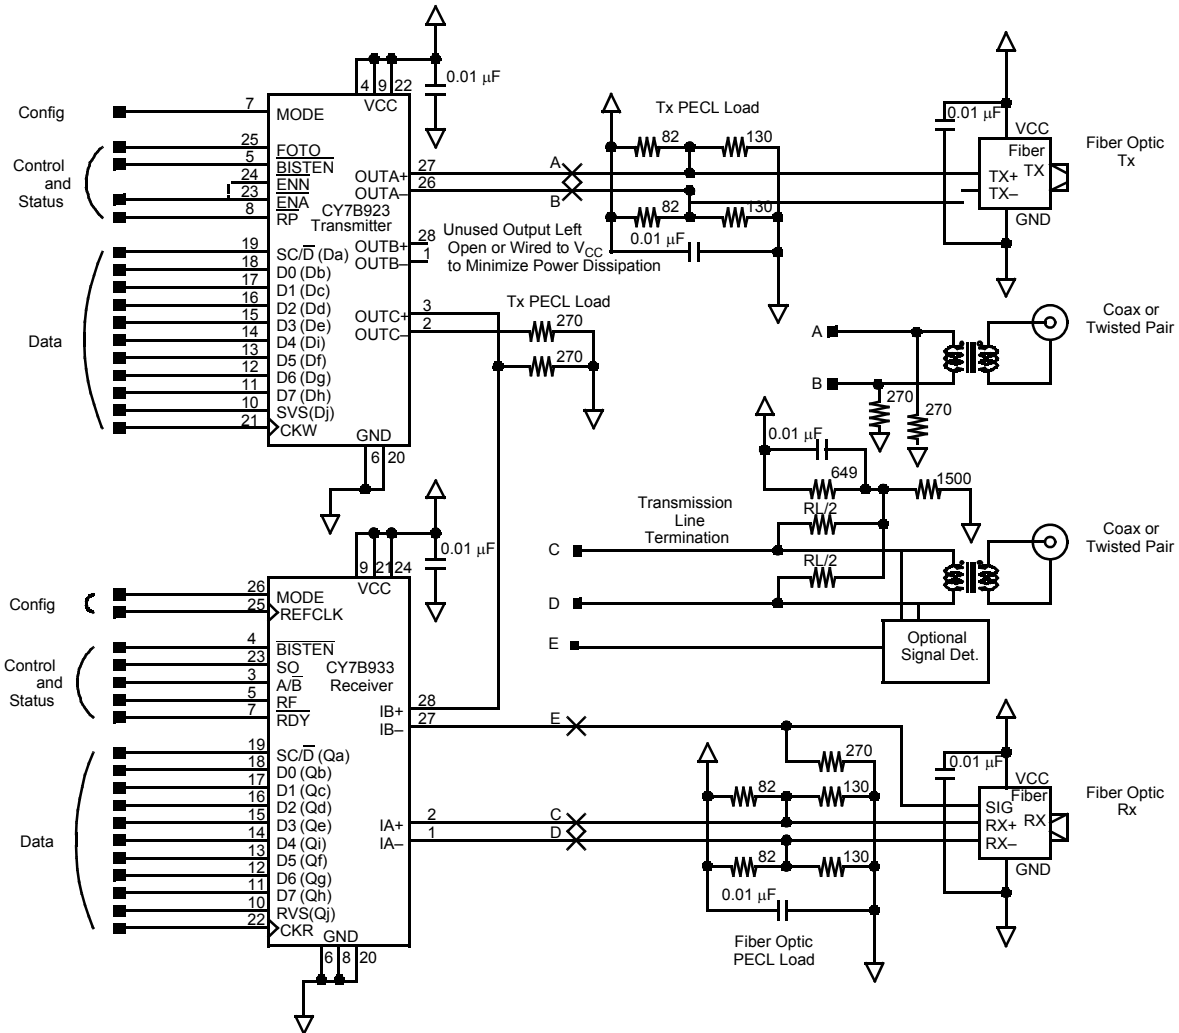 0.01 μF
4 9 22
VCC
Config
7
MODE
Control
and
Status
25
FOTO
5
BISTEN
24
ENN
23
ENA
8
RP
CY7B923
Transmitter
OUTA+
27
OUTA–
26
OUTB+
28
OUTB–
1
OUTC+
3
OUTC–
2
Data
19
SC/D (Da)
18
D0 (Db)
17
D1 (Dc)
16
D2 (Dd)
15
D3 (De)
14
D4 (Di)
13
D5 (Df)
12
D6 (Dg)
11
D7 (Dh)
10
SVS(Dj)
21
CKW
GND
6 20
Unused Output Left
Open or Wired to VCC
to Minimize Power Dissipation
Tx PECL Load
270
270
Tx PECL Load
82
130
A
B
82
130
0.01 μF
0.01 μF
VCC
Fiber
TX
TX+
TX–
GND
Fiber Optic
Tx
A
B
270
270
Coax or
Twisted Pair
0.01 μF
649
1500
RL/2
RL/2
Transmission
Line
Termination
C
D
E
Optional
Signal Det.
Coax or
Twisted Pair
0.01 μF
9 21 24
VCC
Config
26
MODE
25
REFCLK
Control
and
Status
4
BISTEN
23
SO
3
A/B
5
RF
7
RDY
CY7B933
Receiver
IB+
28
IB–
27
IA+
2
IA–
1
Data
19
SC/D (Qa)
18
D0 (Qb)
17
D1 (Qc)
16
D2 (Qd)
15
D3 (Qe)
14
D4 (Qi)
13
D5 (Qf)
12
D6 (Qg)
11
D7 (Qh)
10
RVS(Qj)
22
CKR
GND
6 8 20
E
C
D
270
82
130
82
130
0.01 μF
Fiber Optic
PECL Load
0.01 μF
VCC
Fiber
SIG
RX
RX+
RX–
GND
Fiber Optic
Rx